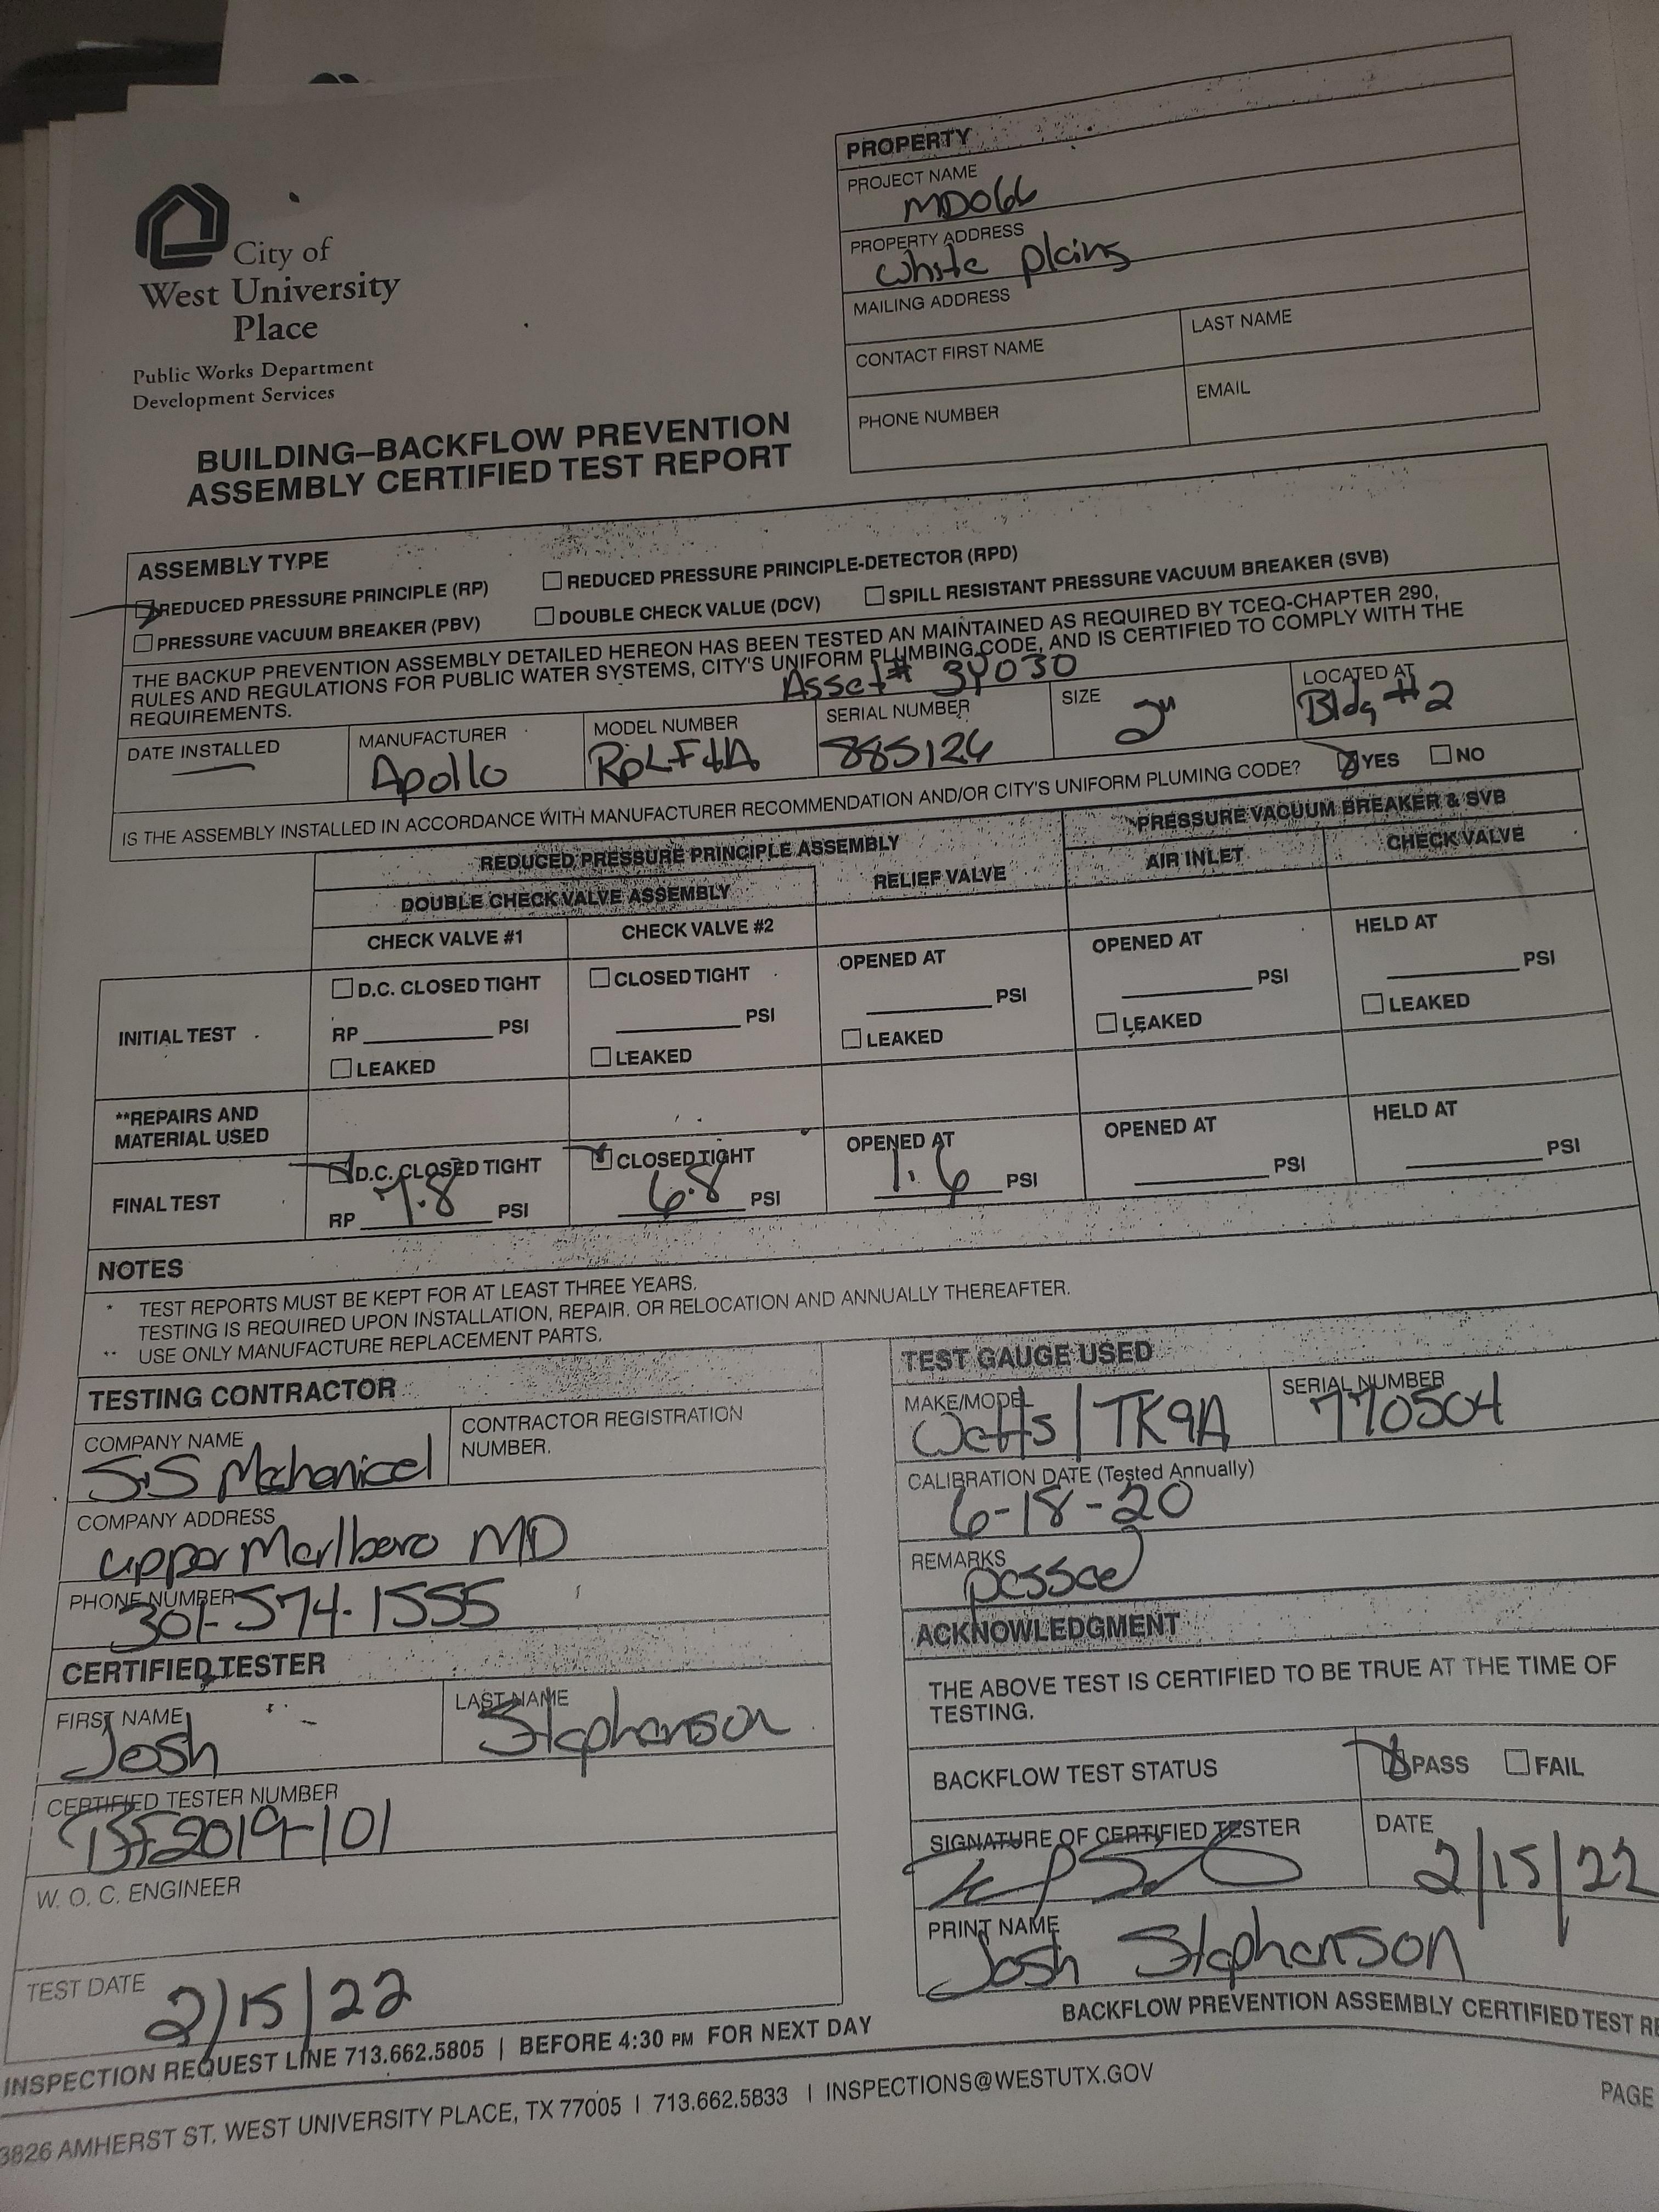 City of
West University
Place
Public Works Department
Development Services
BUILDING–BACKFLOW PREVENTION
ASSEMBLY CERTIFIED TEST REPORT
PROPERTY
PROJECT NAME
MD066
PROPERTY ADDRESS
White plains
MAILING ADDRESS
CONTACT FIRST NAME
LAST NAME
PHONE NUMBER
EMAIL
ASSEMBLY TYPE
REDUCED PRESSURE PRINCIPLE (RP)
REDUCED PRESSURE PRINCIPLE-DETECTOR (RPD)
PRESSURE VACUUM BREAKER (PBV)
DOUBLE CHECK VALUE (DCV)
SPILL RESISTANT PRESSURE VACUUM BREAKER (SVB)
THE BACKUP PREVENTION ASSEMBLY DETAILED HEREON HAS BEEN TESTED AN MAINTAINED AS REQUIRED BY TCEQ-CHAPTER 290,
RULES AND REGULATIONS FOR PUBLIC WATER SYSTEMS, CITY'S UNIFORM PLUMBING CODE, AND IS CERTIFIED TO COMPLY WITH THE
REQUIREMENTS.
Asset# 34030
DATE INSTALLED
MANUFACTURER
Apollo
MODEL NUMBER
RpLF4A
SERIAL NUMBER
885126
SIZE
2"
LOCATED AT
Bldg #2
IS THE ASSEMBLY INSTALLED IN ACCORDANCE WITH MANUFACTURER RECOMMENDATION AND/OR CITY'S UNIFORM PLUMING CODE?
YES
NO
REDUCED PRESSURE PRINCIPLE ASSEMBLY
PRESSURE VACUUM BREAKER & SVB
DOUBLE CHECK VALVE ASSEMBLY
RELIEF VALVE
AIR INLET
CHECK VALVE
CHECK VALVE #1
CHECK VALVE #2
INITIAL TEST
D.C. CLOSED TIGHT
RP PSI
LEAKED
CLOSED TIGHT
PSI
LEAKED
OPENED AT
PSI
LEAKED
OPENED AT
PSI
LEAKED
HELD AT
PSI
LEAKED
**REPAIRS AND
MATERIAL USED
FINAL TEST
D.C. CLOSED TIGHT
RP 7.8 PSI
CLOSED TIGHT
6.8 PSI
OPENED AT
1.6 PSI
OPENED AT
PSI
HELD AT
PSI
NOTES
* TEST REPORTS MUST BE KEPT FOR AT LEAST THREE YEARS.
TESTING IS REQUIRED UPON INSTALLATION, REPAIR. OR RELOCATION AND ANNUALLY THEREAFTER.
** USE ONLY MANUFACTURE REPLACEMENT PARTS.
TESTING CONTRACTOR
COMPANY NAME
S.S Mechanical
CONTRACTOR REGISTRATION
NUMBER.
COMPANY ADDRESS
upper Marlboro MD
PHONE NUMBER
301-574-1555
CERTIFIED TESTER
FIRST NAME
Josh
LAST NAME
Stephenson
CERTIFIED TESTER NUMBER
BF2019-101
W. O. C. ENGINEER
TEST DATE
2/15/22
TEST GAUGE USED
MAKE/MODEL
Watts/TK9A
SERIAL NUMBER
770504
CALIBRATION DATE (Tested Annually)
6-18-20
REMARKS
passed
ACKNOWLEDGMENT
THE ABOVE TEST IS CERTIFIED TO BE TRUE AT THE TIME OF
TESTING.
BACKFLOW TEST STATUS
PASS
FAIL
SIGNATURE OF CERTIFIED TESTER
DATE
2/15/22
PRINT NAME
Josh Stephenson
INSPECTION REQUEST LINE 713.662.5805 | BEFORE 4:30 PM FOR NEXT DAY
BACKFLOW PREVENTION ASSEMBLY CERTIFIED TEST RE
3826 AMHERST ST. WEST UNIVERSITY PLACE, TX 77005 | 713.662.5833 | INSPECTIONS@WESTUTX.GOV
PAGE